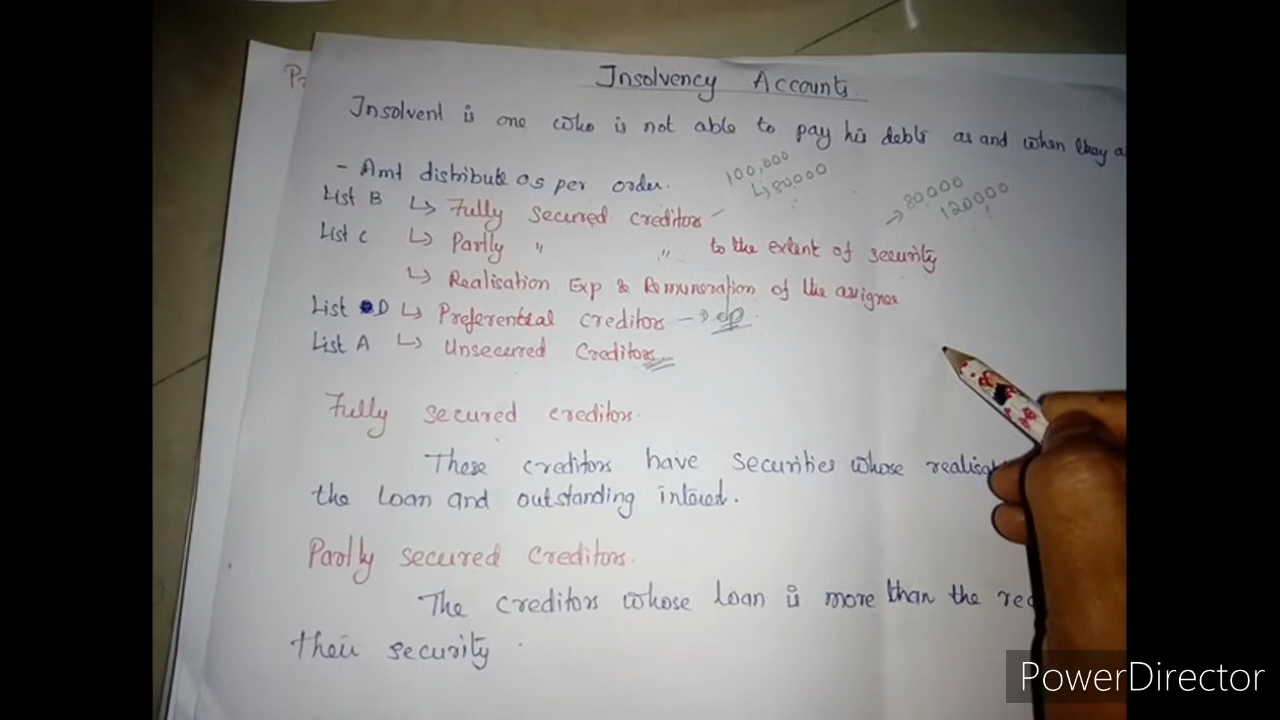 Insolvency Accounts.
Insolvent is one who is not able to pay his debts as and when they a
- Amt distribute as per order.
100,000
↳ 80000
→ 80,000
120000
List B ↳ Fully secured creditors -
List C ↳ Partly " " to the extent of security
↳ Realisation Exp & Remuneration of the assignee
List D ↳ Preferential creditors →
List A ↳ Unsecured Creditors
Fully secured creditors.
These creditors have securities whose realisa
the loan and outstanding interest.
Partly secured creditors.
The creditors whose loan is more than the rea
their security.
PowerDirector